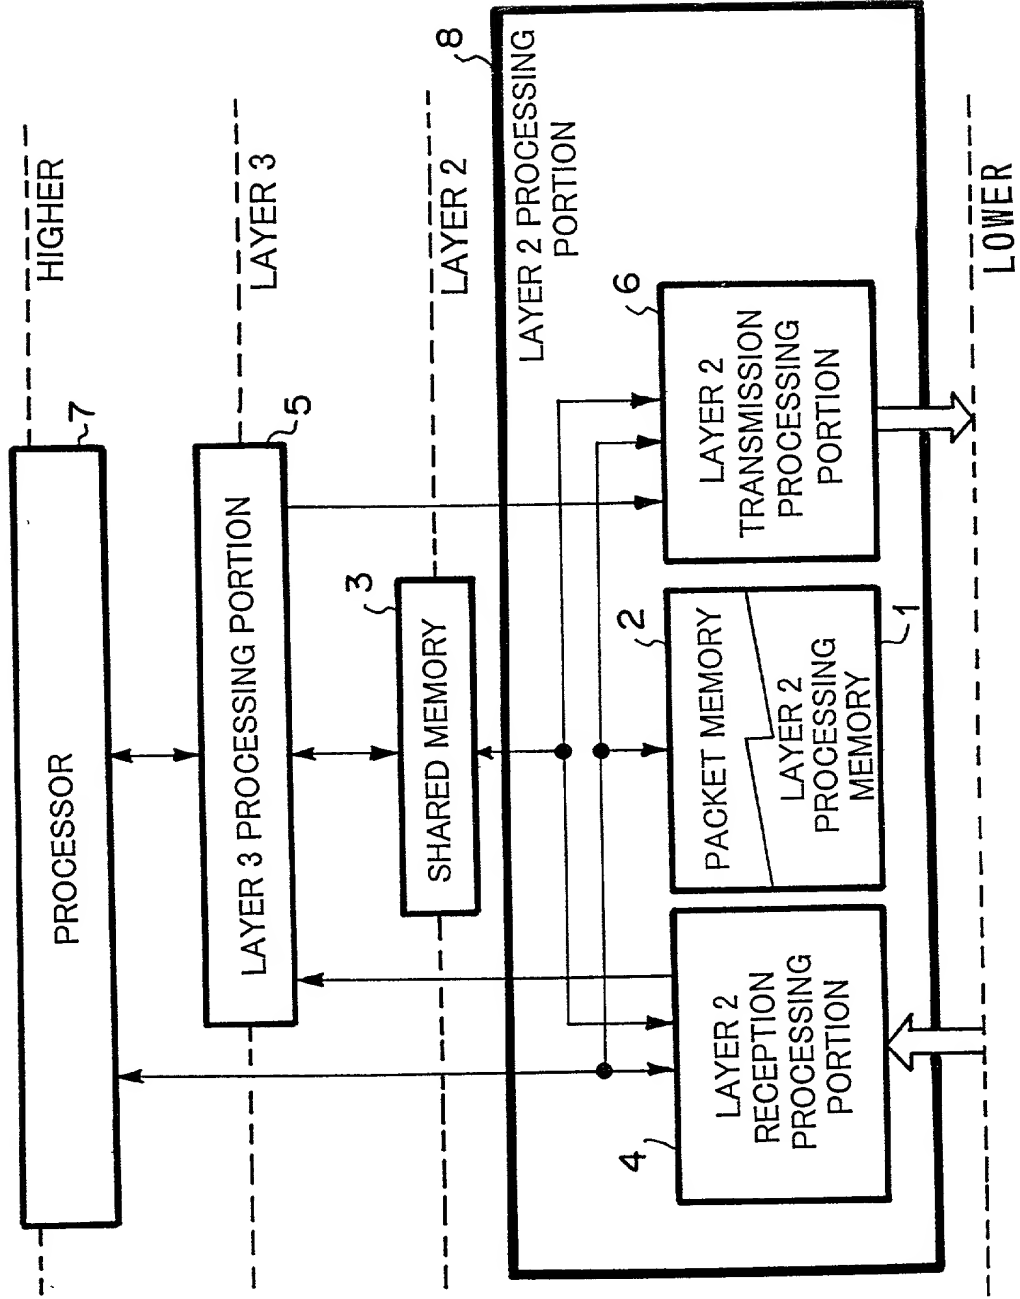 HIGHER
PROCESSOR
7
LAYER 3
LAYER 3 PROCESSING PORTION
5
LAYER 2
SHARED MEMORY
3
8
LAYER 2 PROCESSING
PORTION
4
LAYER 2
RECEPTION
PROCESSING
PORTION
2
PACKET MEMORY
LAYER 2
PROCESSING
MEMORY
1
6
LAYER 2
TRANSMISSION
PROCESSING
PORTION
LOWER